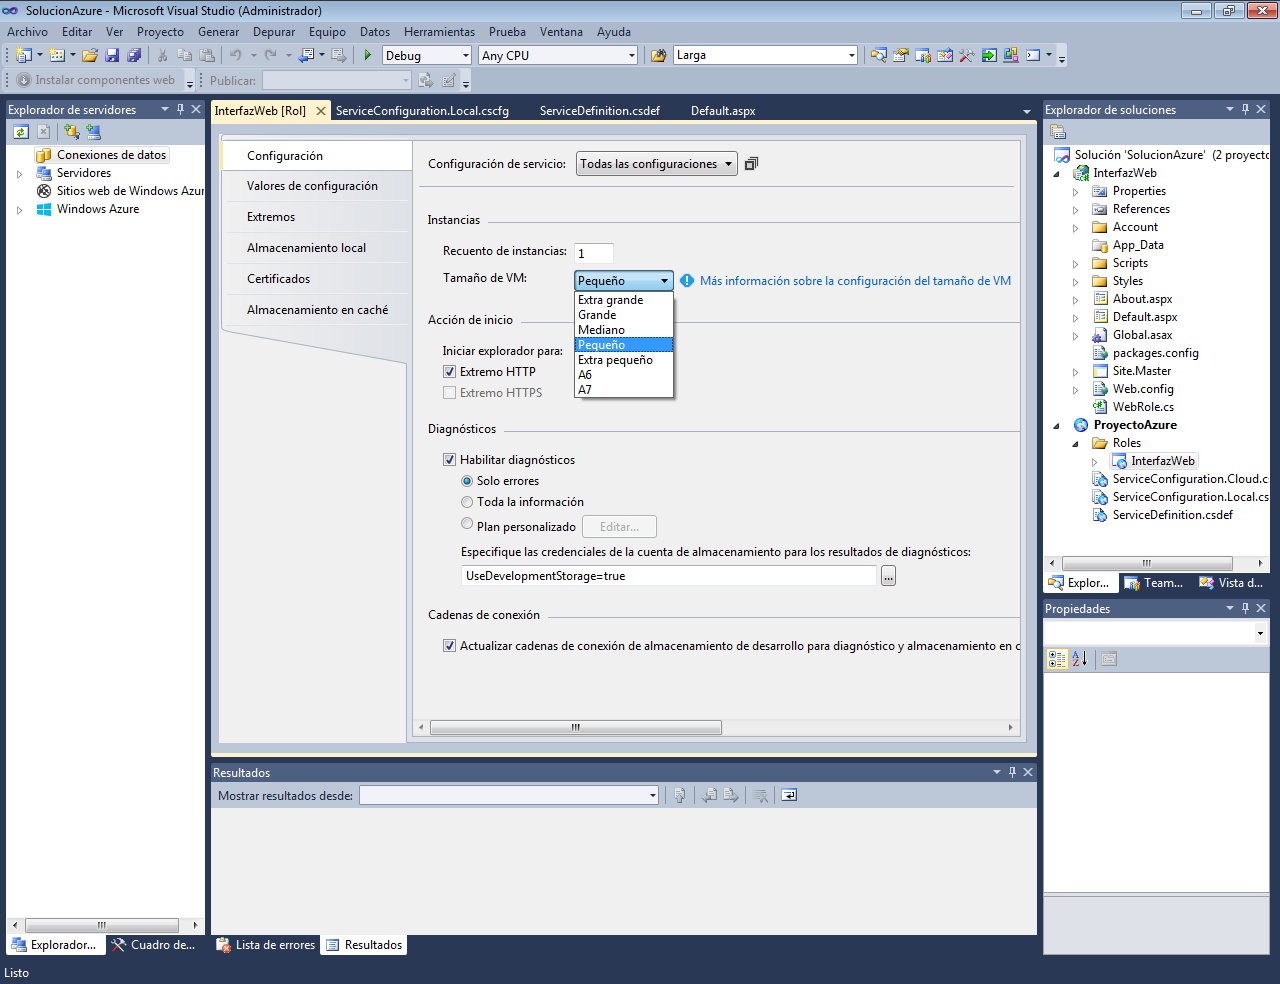 SolucionAzure - Microsoft Visual Studio (Administrador)
Archivo Editar Ver Proyecto Generar Depurar Equipo Datos Herramientas Prueba Ventana Ayuda
Debug Any CPU Larga
Instalar componentes web Publicar:
Explorador de servidores
Conexiones de datos
Servidores
Sitios web de Windows Azur
Windows Azure
Explorador... Cuadro de...
InterfazWeb [Rol] ServiceConfiguration.Local.cscfg ServiceDefinition.csdef Default.aspx
Configuración
Valores de configuración
Extremos
Almacenamiento local
Certificados
Almacenamiento en caché
Configuración de servicio: Todas las configuraciones
Instancias
Recuento de instancias: 1
Tamaño de VM: Pequeño Más información sobre la configuración del tamaño de VM
Extra grande
Grande
Mediano
Pequeño
Extra pequeño
A6
A7
Acción de inicio
Iniciar explorador para:
Extremo HTTP
Extremo HTTPS
Diagnósticos
Habilitar diagnósticos
Solo errores
Toda la información
Plan personalizado Editar...
Especifique las credenciales de la cuenta de almacenamiento para los resultados de diagnósticos:
UseDevelopmentStorage=true ...
Cadenas de conexión
Actualizar cadenas de conexión de almacenamiento de desarrollo para diagnóstico y almacenamiento en c
Resultados
Mostrar resultados desde:
Lista de errores Resultados
Explorador de soluciones
Solución 'SolucionAzure' (2 proyecto
InterfazWeb
Properties
References
Account
App_Data
Scripts
Styles
About.aspx
Default.aspx
Global.asax
packages.config
Site.Master
Web.config
WebRole.cs
ProyectoAzure
Roles
InterfazWeb
ServiceConfiguration.Cloud.c
ServiceConfiguration.Local.cs
ServiceDefinition.csdef
Explor... Team... Vista d...
Propiedades
Listo